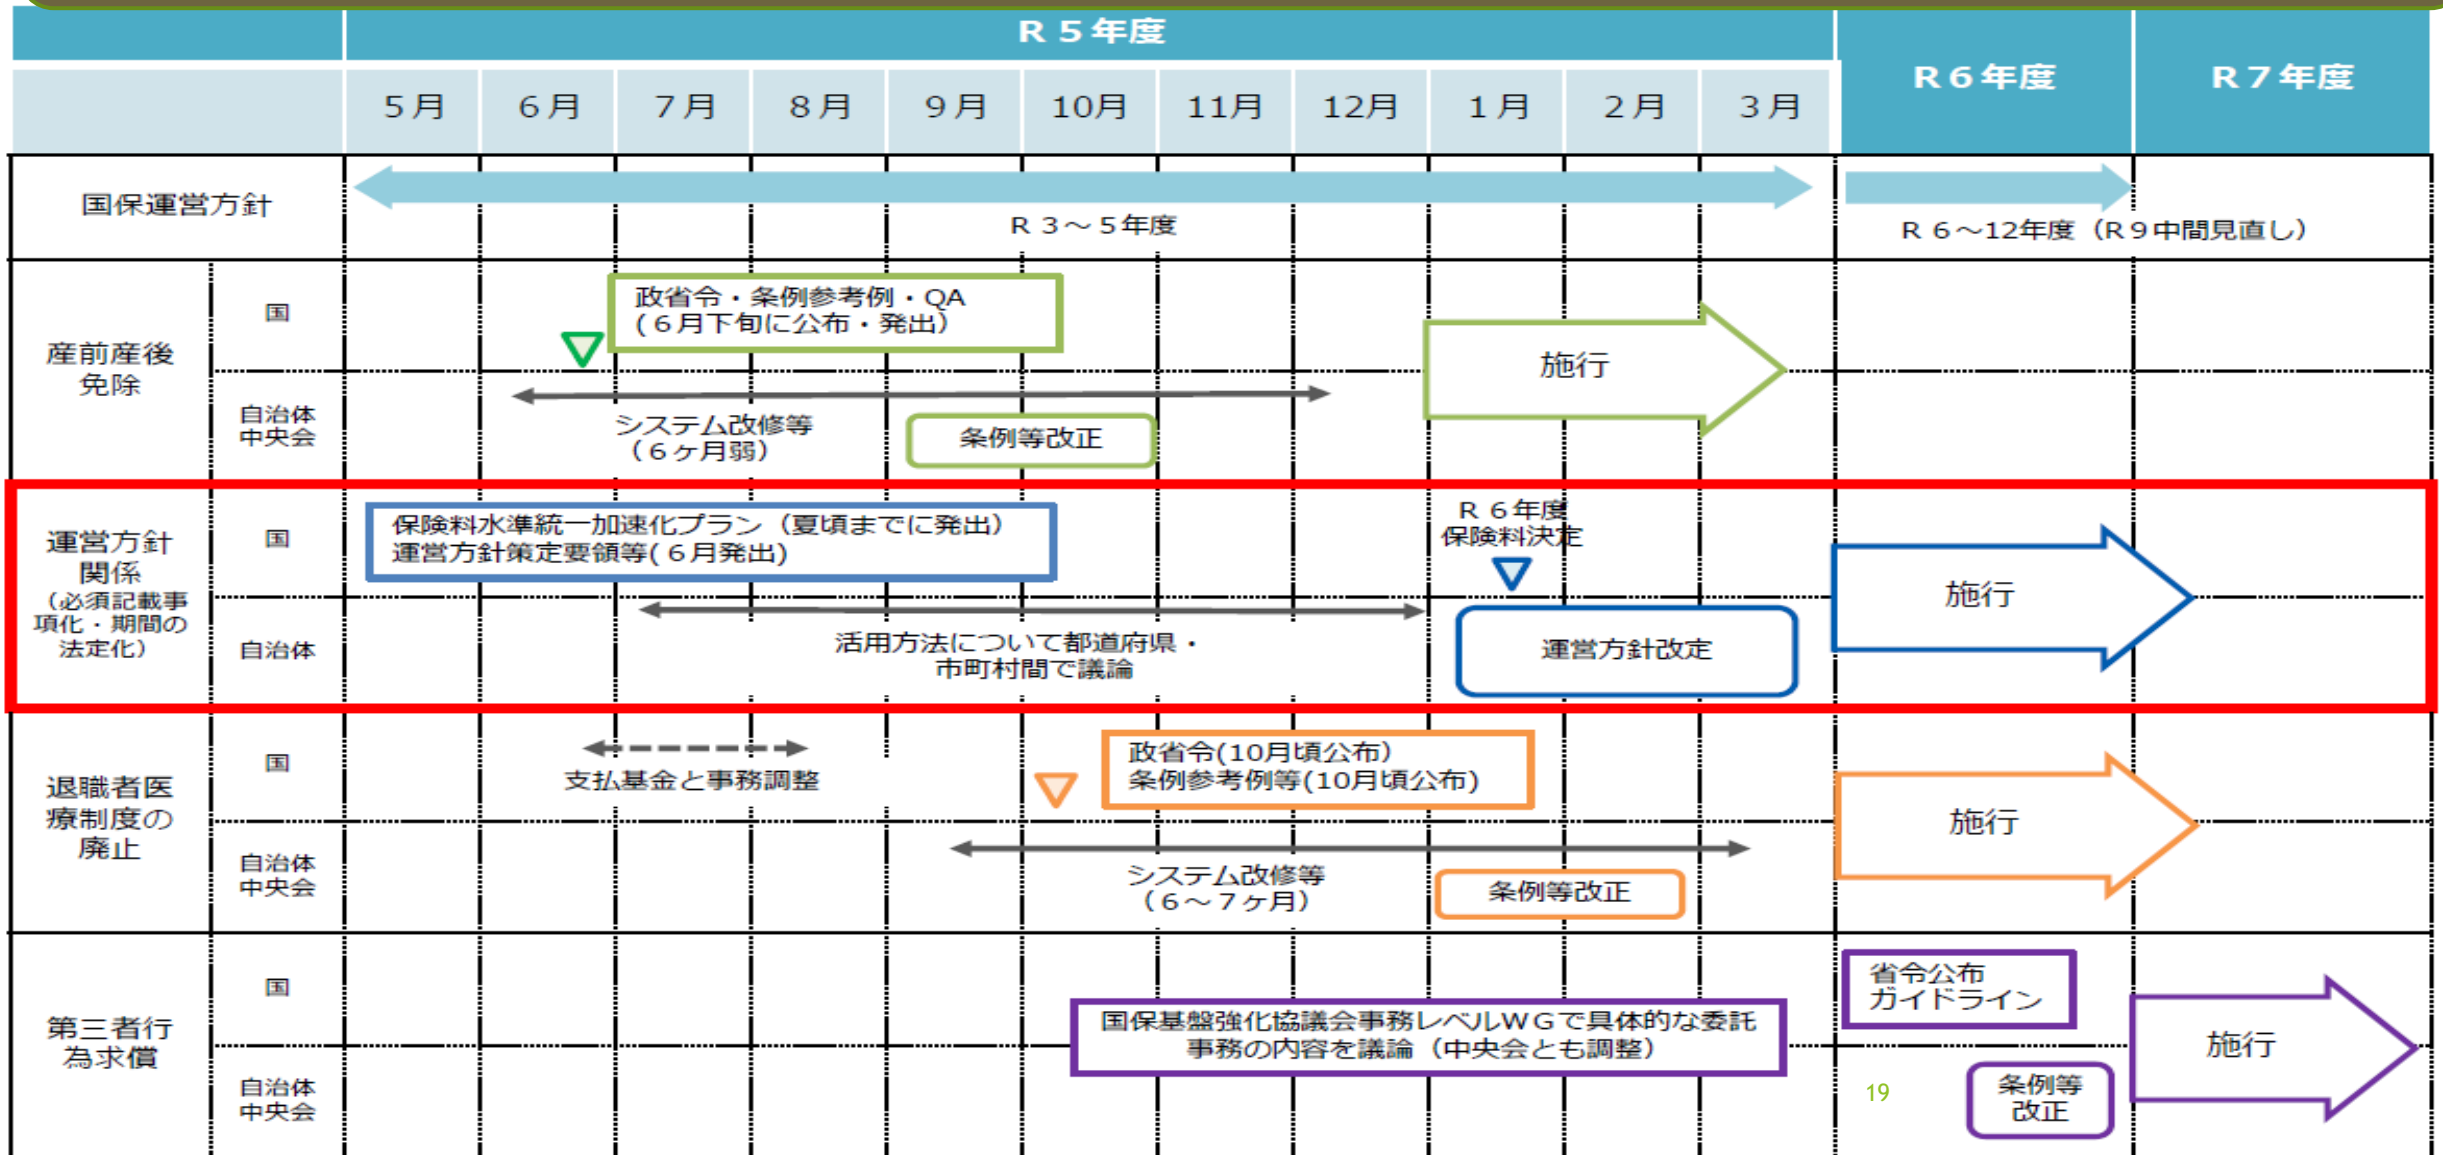 R5年度
R6年度
R7年度
5月
6月
7月
8月
9月
10月
11月
12月
1月
2月
3月
国保運営方針
R3～5年度
R6～12年度（R9中間見直し）
産前産後
免除
国
政省令・条例参考例・QA
(6月下旬に公布・発出）
施行
自治体
中央会
システム改修等
（6ヶ月弱）
条例等改正
運営方針
関係
（必須記載事
項化・期間の
法定化）
国
保険料水準統一加速化プラン（夏頃までに発出）
運営方針策定要領等(6月発出)
R6年度
保険料決定
施行
自治体
活用方法について都道府県・
市町村間で議論
運営方針改定
退職者医
療制度の
廃止
国
支払基金と事務調整
政省令(10月頃公布）
条例参考例等(10月頃公布)
施行
自治体
中央会
システム改修等
（6～7ヶ月）
条例等改正
第三者行
為求償
国
国保基盤強化協議会事務レベルWGで具体的な委託
事務の内容を議論（中央会とも調整）
省令公布
ガイドライン
施行
自治体
中央会
19
条例等
改正